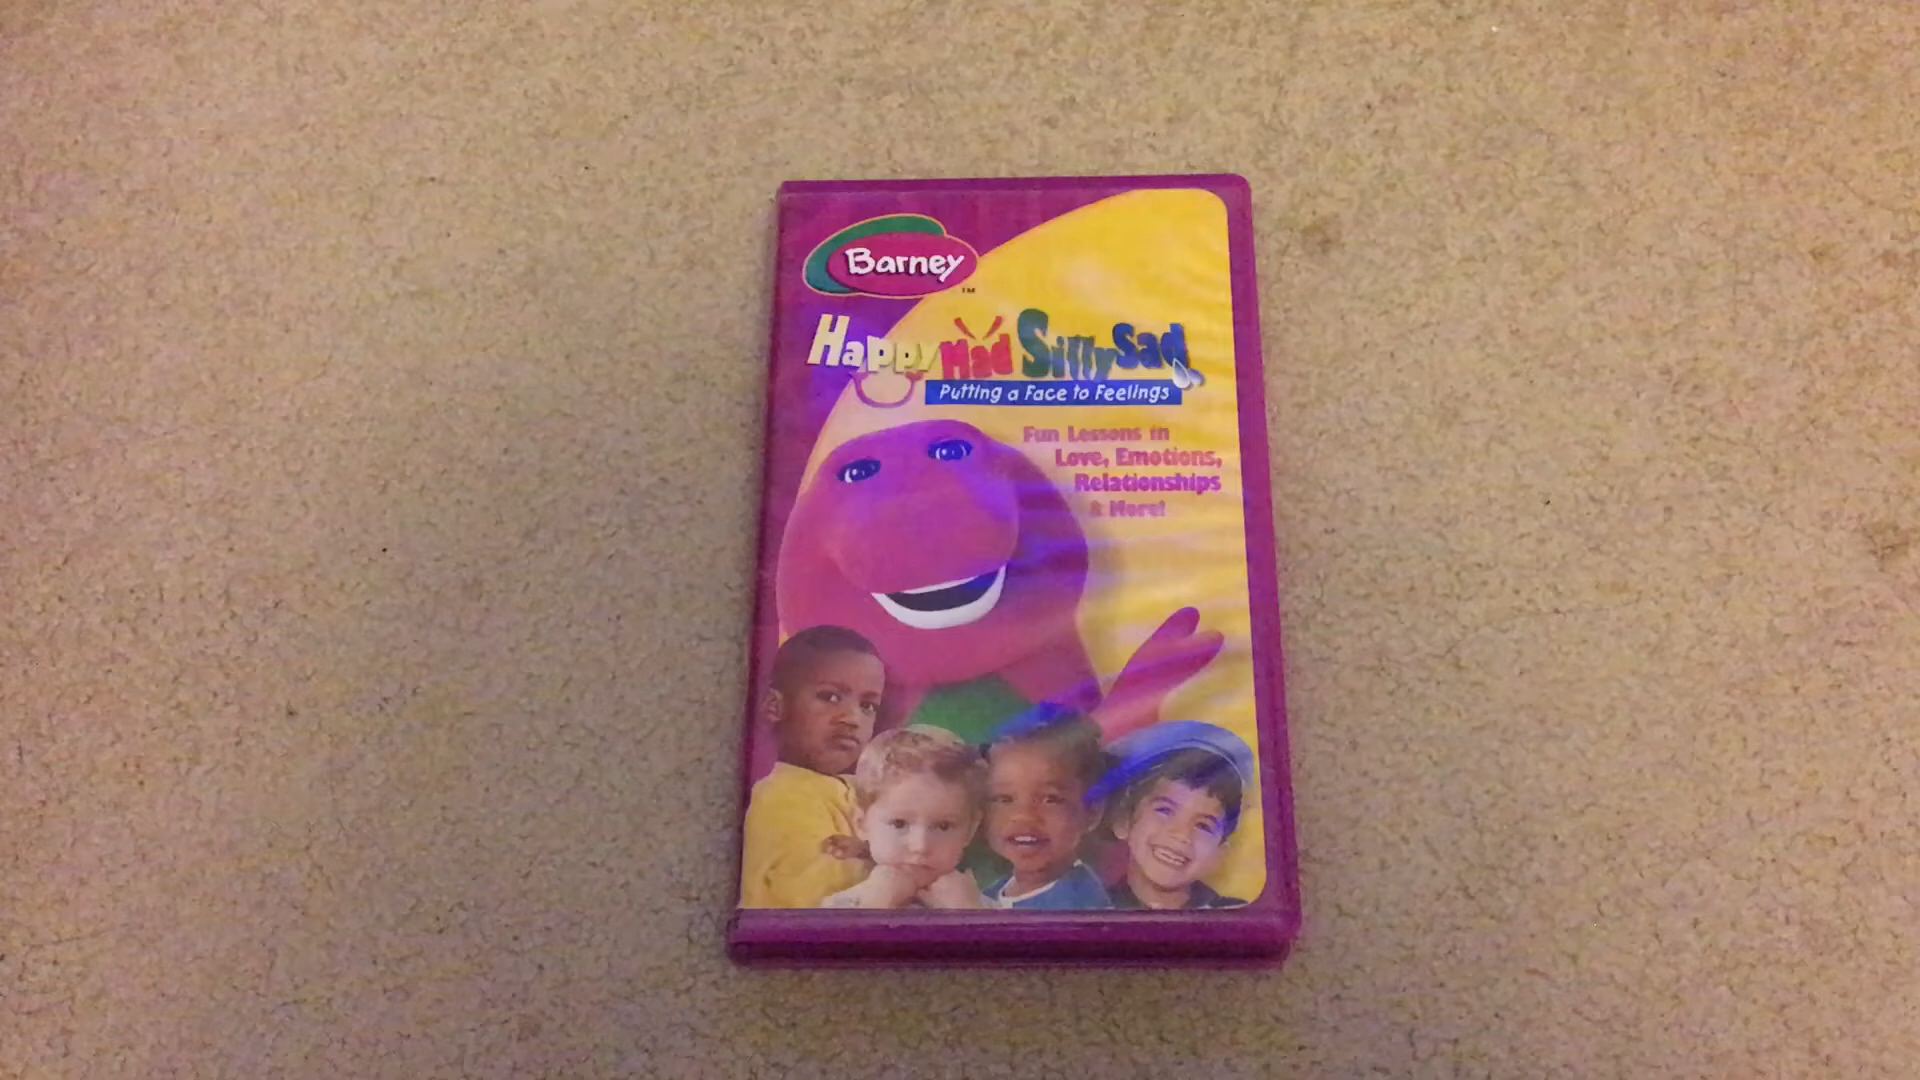 Barney
TM
Happy Mad Silly Sad
Putting a Face to Feelings
Fun Lessons in
Love, Emotions,
Relationships
& More!